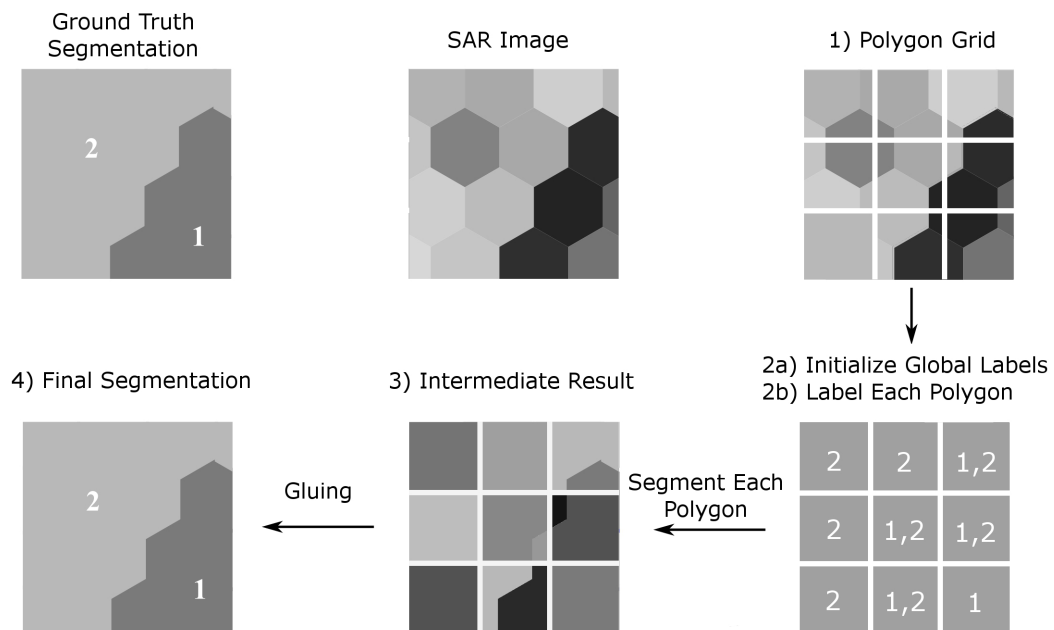 Ground Truth
Segmentation
2
1
SAR Image
1) Polygon Grid
2a) Initialize Global Labels
2b) Label Each Polygon
2 2 1,2
2 1,2 1,2
2 1,2 1
Segment Each
Polygon
3) Intermediate Result
Gluing
4) Final Segmentation
2
1